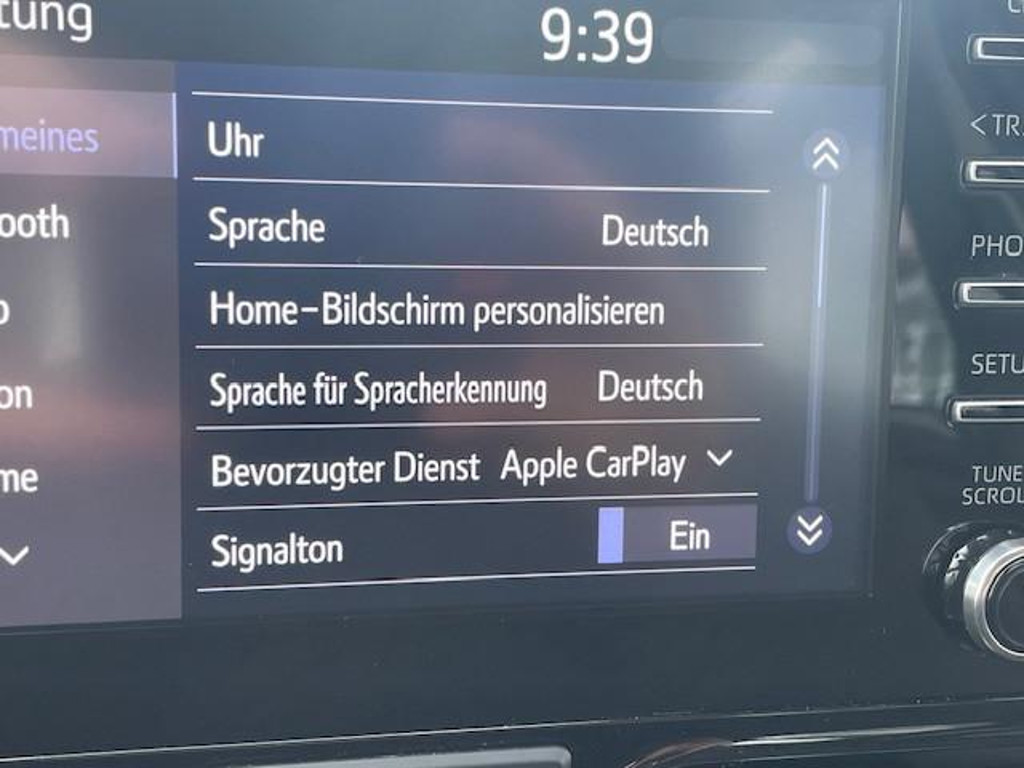 tung 9:39
meines
Uhr
ooth
Sprache Deutsch
Home-Bildschirm personalisieren
on
Sprache für Spracherkennung Deutsch
me
Bevorzugter Dienst Apple CarPlay
Signalton Ein
< TR
PHO
SETU
TUNE
SCROL